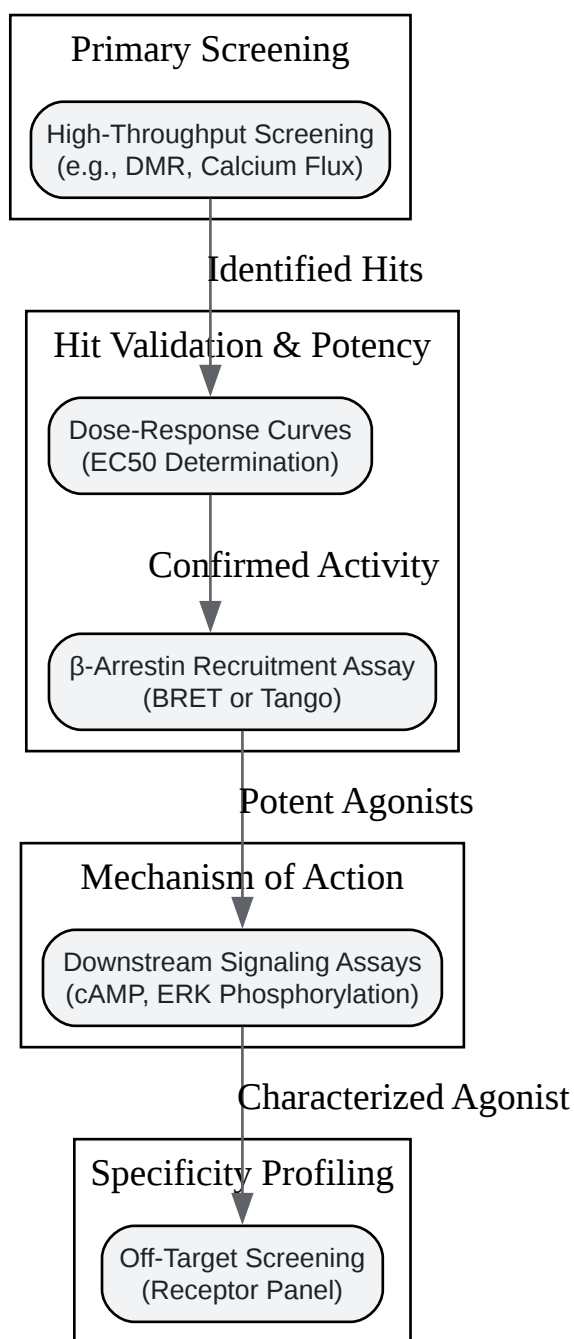 Primary Screening
High-Throughput Screening
(e.g., DMR, Calcium Flux)
Identified Hits
Hit Validation & Potency
Dose-Response Curves
(EC50 Determination)
Confirmed Activity
β-Arrestin Recruitment Assay
(BRET or Tango)
Potent Agonists
Mechanism of Action
Downstream Signaling Assays
(cAMP, ERK Phosphorylation)
Characterized Agonist
Specificity Profiling
Off-Target Screening
(Receptor Panel)